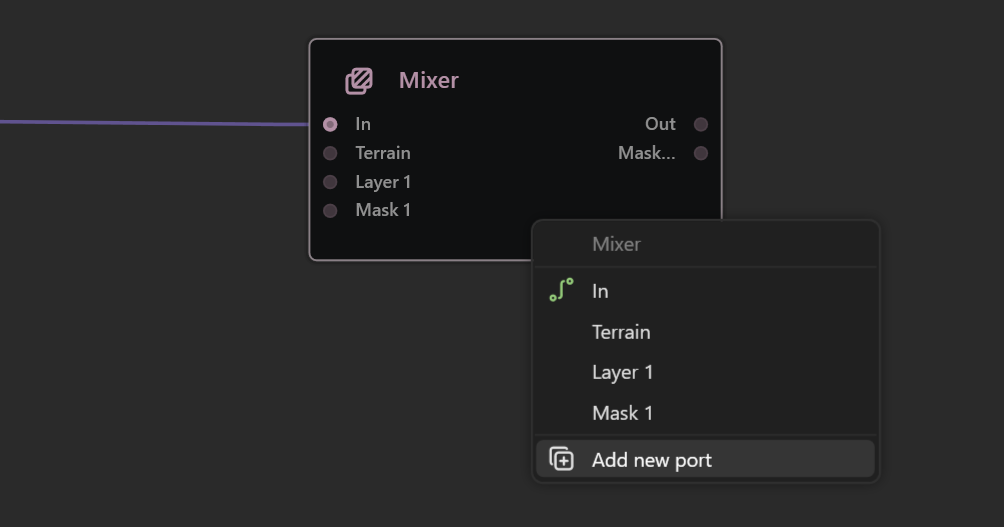 Mixer
In
Out
Terrain
Mask...
Layer 1
Mask 1
Mixer
In
Terrain
Layer 1
Mask 1
Add new port